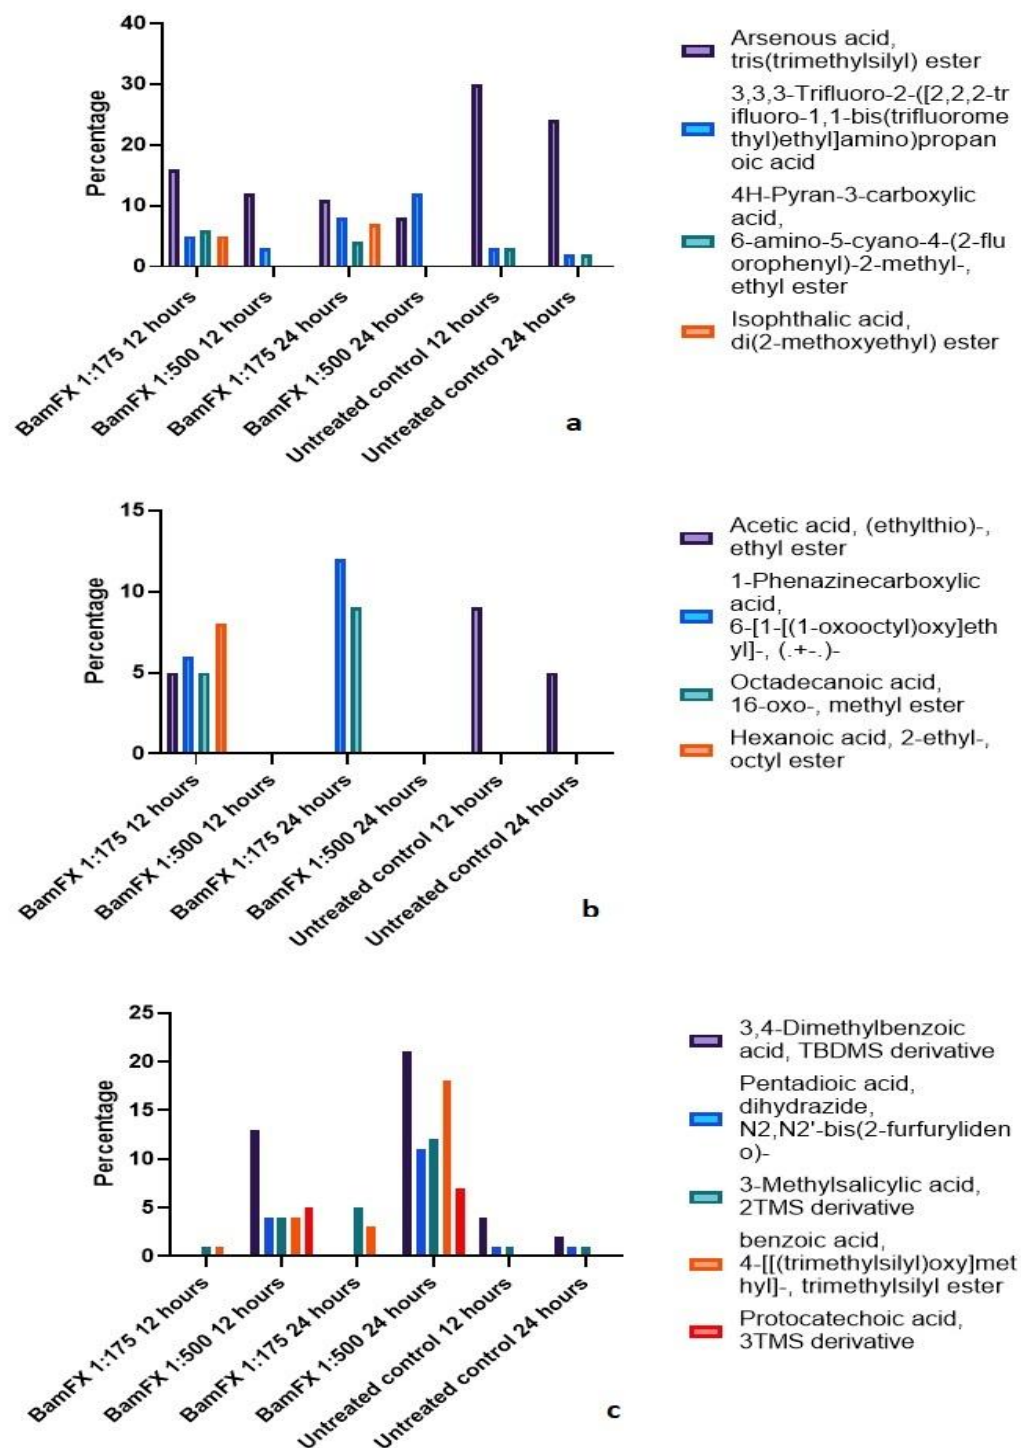 40
30
20
10
0
Percentage
BamFX 1:175 12 hours
BamFX 1:500 12 hours
BamFX 1:175 24 hours
BamFX 1:500 24 hours
Untreated control 12 hours
Untreated control 24 hours
a
Arsenous acid,
tris(trimethylsilyl) ester
3,3,3-Trifluoro-2-([2,2,2-tr
ifluoro-1,1-bis(trifluorome
thyl)ethyl]amino)propan
oic acid
4H-Pyran-3-carboxylic
acid,
6-amino-5-cyano-4-(2-flu
orophenyl)-2-methyl-,
ethyl ester
Isophthalic acid,
di(2-methoxyethyl) ester
15
10
5
0
Percentage
BamFX 1:175 12 hours
BamFX 1:500 12 hours
BamFX 1:175 24 hours
BamFX 1:500 24 hours
Untreated control 12 hours
Untreated control 24 hours
b
Acetic acid, (ethylthio)-,
ethyl ester
1-Phenazinecarboxylic
acid,
6-[1-[(1-oxooctyl)oxy]eth
yl]-, (.+-.)-
Octadecanoic acid,
16-oxo-, methyl ester
Hexanoic acid, 2-ethyl-,
octyl ester
25
20
15
10
5
0
Percentage
BamFX 1:175 12 hours
BamFX 1:500 12 hours
BamFX 1:175 24 hours
BamFX 1:500 24 hours
Untreated control 12 hours
Untreated control 24 hours
c
3,4-Dimethylbenzoic
acid, TBDMS derivative
Pentadioic acid,
dihydrazide,
N2,N2'-bis(2-furfuryliden
o)-
3-Methylsalicylic acid,
2TMS derivative
benzoic acid,
4-[[(trimethylsilyl)oxy]met
hyl]-, trimethylsilyl ester
Protocatechoic acid,
3TMS derivative